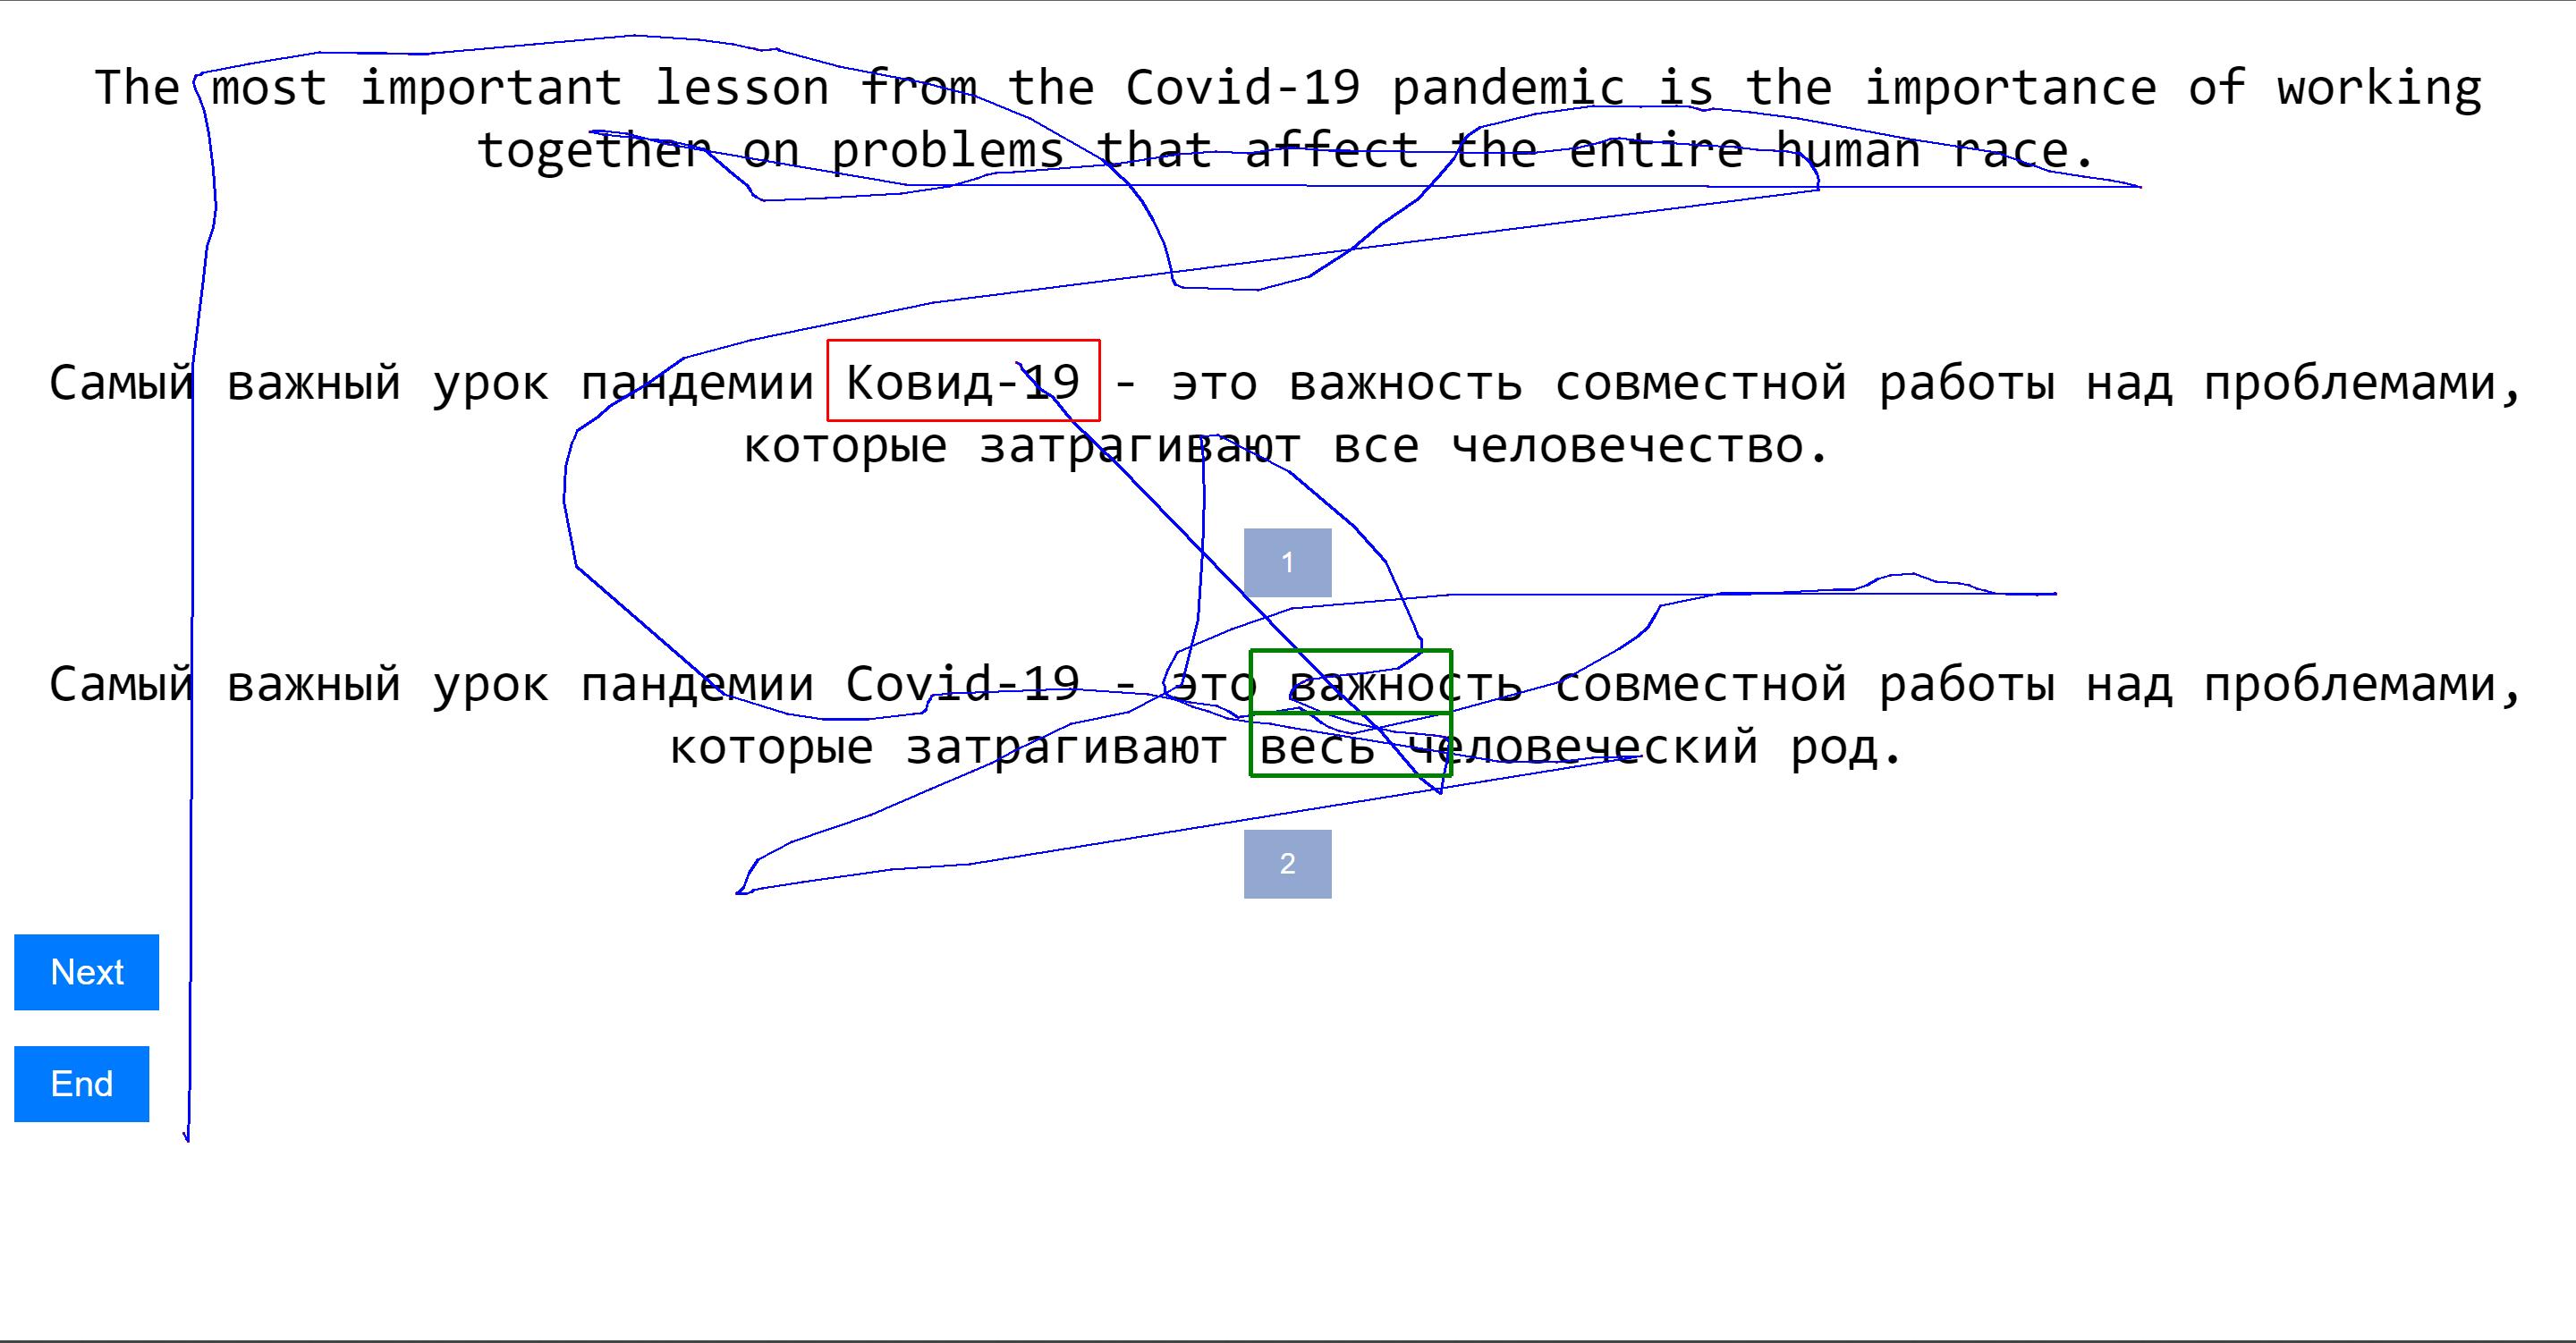 The most important lesson from the Covid-19 pandemic is the importance of working
together on problems that affect the entire human race.
Самый важный урок пандемии Ковид-19 - это важность совместной работы над проблемами,
которые затрагивают все человечество.
1
Самый важный урок пандемии Covid-19 - это важность совместной работы над проблемами,
которые затрагивают весь человеческий род.
2
Next
End